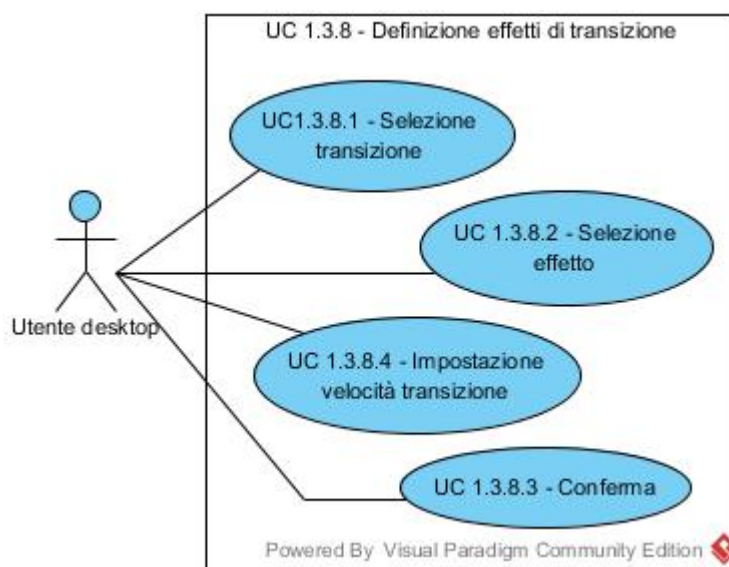 UC 1.3.8 - Definizione effetti di transizione
UC1.3.8.1 - Selezione
transizione
UC 1.3.8.2 - Selezione
effetto
Utente desktop
UC 1.3.8.4 - Impostazione
velocità transizione
UC 1.3.8.3 - Conferma
Powered By Visual Paradigm Community Edition